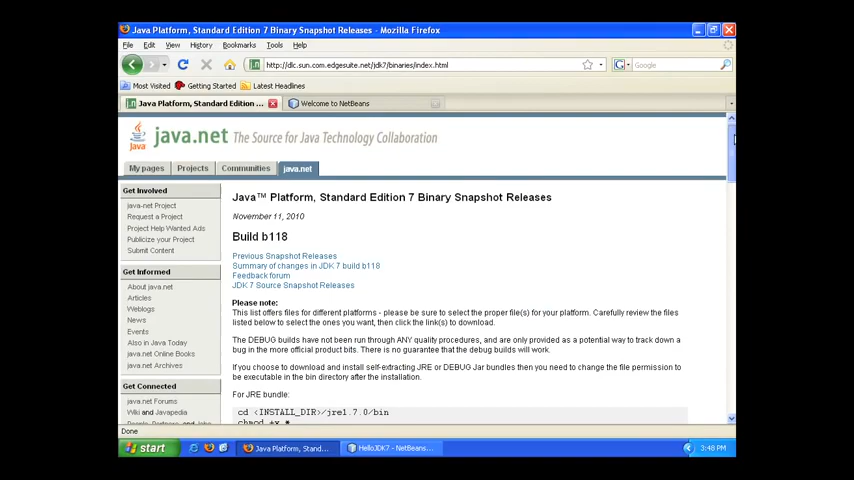 Java Platform, Standard Edition 7 Binary Snapshot Releases - Mozilla Firefox
File Edit View History Bookmarks Tools Help
http://dlc.sun.com.edgesuite.net/jdk7/binaries/index.html
Google
Most Visited Getting Started Latest Headlines
Java Platform, Standard Edition 7 ... Welcome to NetBeans
java.net The Source for Java Technology Collaboration
Java
My pages Projects Communities java.net
Get Involved
java-net Project
Request a Project
Project Help Wanted Ads
Publicize your Project
Submit Content
Get Informed
About java.net
Articles
Weblogs
News
Events
Also in Java Today
java.net Online Books
java.net Archives
Get Connected
java.net Forums
Wiki and Javapedia
Java™ Platform, Standard Edition 7 Binary Snapshot Releases
November 11, 2010
Build b118
Previous Snapshot Releases
Summary of changes in JDK 7 build b118
Feedback forum
JDK 7 Source Snapshot Releases
Please note:
This list offers files for different platforms - please be sure to select the proper file(s) for your platform. Carefully review the files
listed below to select the ones you want, then click the link(s) to download.
The DEBUG builds have not been run through ANY quality procedures, and are only provided as a potential way to track down a
bug in the more official product bits. There is no guarantee that the debug builds will work.
If you choose to download and install self-extracting JRE or DEBUG Jar bundles then you need to change the file permission to
be executable in the bin directory after the installation.
For JRE bundle:
cd <INSTALL_DIR>/jre1.7.0/bin
chmod +x *
Done
start Java Platform, Stand... HelloJDK7 - NetBeans... 3:48 PM